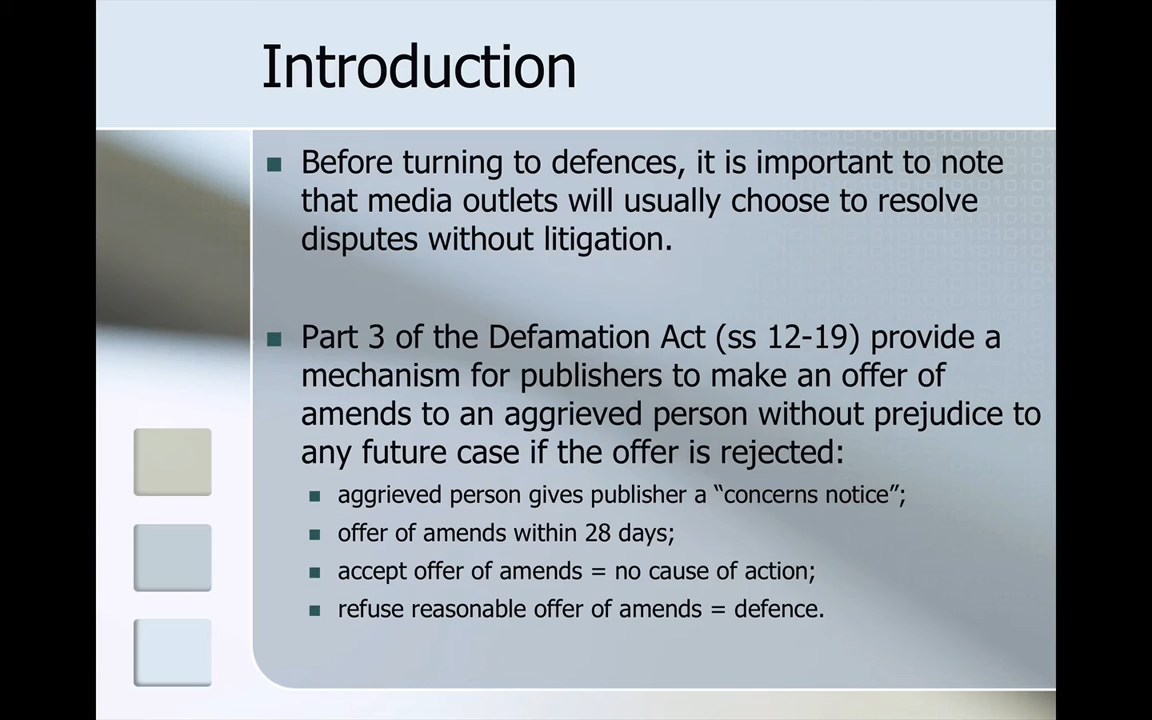 Introduction
Before turning to defences, it is important to note
that media outlets will usually choose to resolve
disputes without litigation.
Part 3 of the Defamation Act (ss 12-19) provide a
mechanism for publishers to make an offer of
amends to an aggrieved person without prejudice to
any future case if the offer is rejected:
aggrieved person gives publisher a “concerns notice”;
offer of amends within 28 days;
accept offer of amends = no cause of action;
refuse reasonable offer of amends = defence.